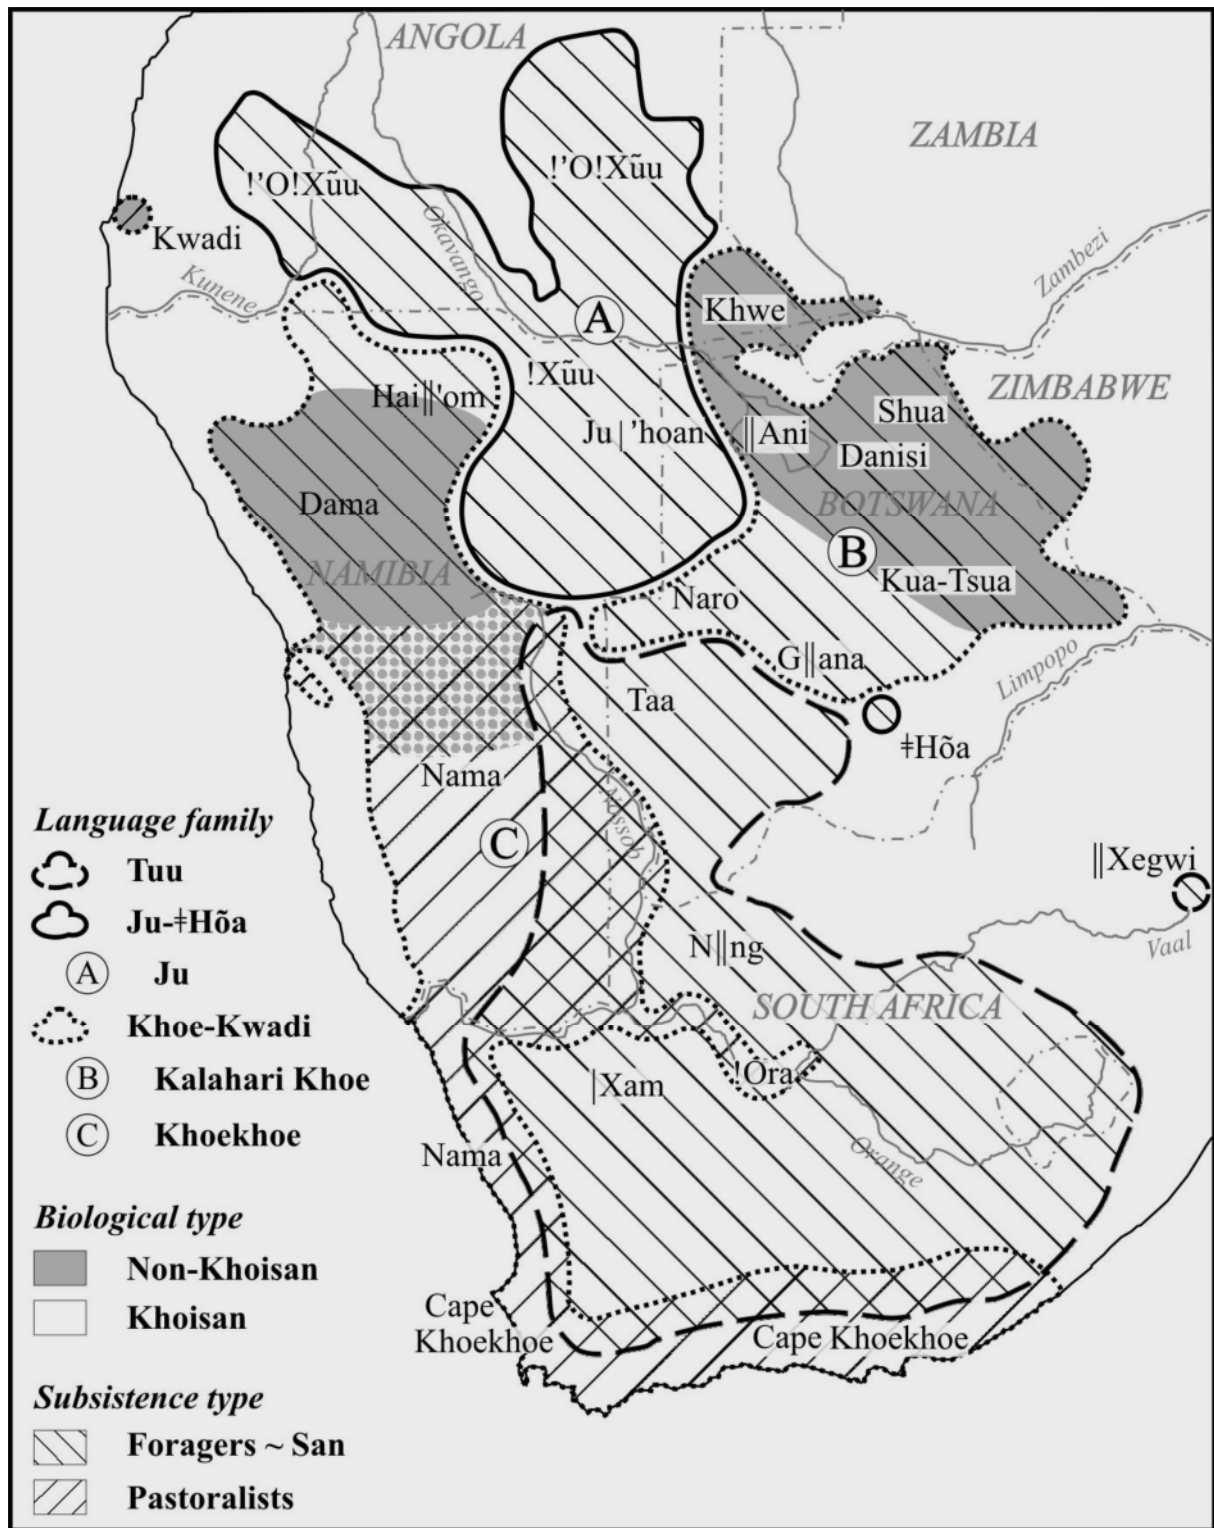 ANGOLA
ZAMBIA
!’O!Xũu
!’O!Xũu
Kwadi
Okavango
Kunene
Zambezi
Khwe
A
!Xũu
Hai‖'om
ZIMBABWE
Shua
Ju|’hoan
‖Ani
Danisi
Dama
BOTSWANA
B
NAMIBIA
Kua-Tsua
Naro
G‖ana
Limpopo
Taa
ǂHõa
Nama
Nossob
C
‖Xegwi
N‖ng
Vaal
SOUTH AFRICA
|Xam
!Ora
Nama
Orange
Cape
Khoekhoe
Cape Khoekhoe
Language family
Tuu
Ju-ǂHõa
A Ju
Khoe-Kwadi
B Kalahari Khoe
C Khoekhoe
Biological type
Non-Khoisan
Khoisan
Subsistence type
Foragers ~ San
Pastoralists